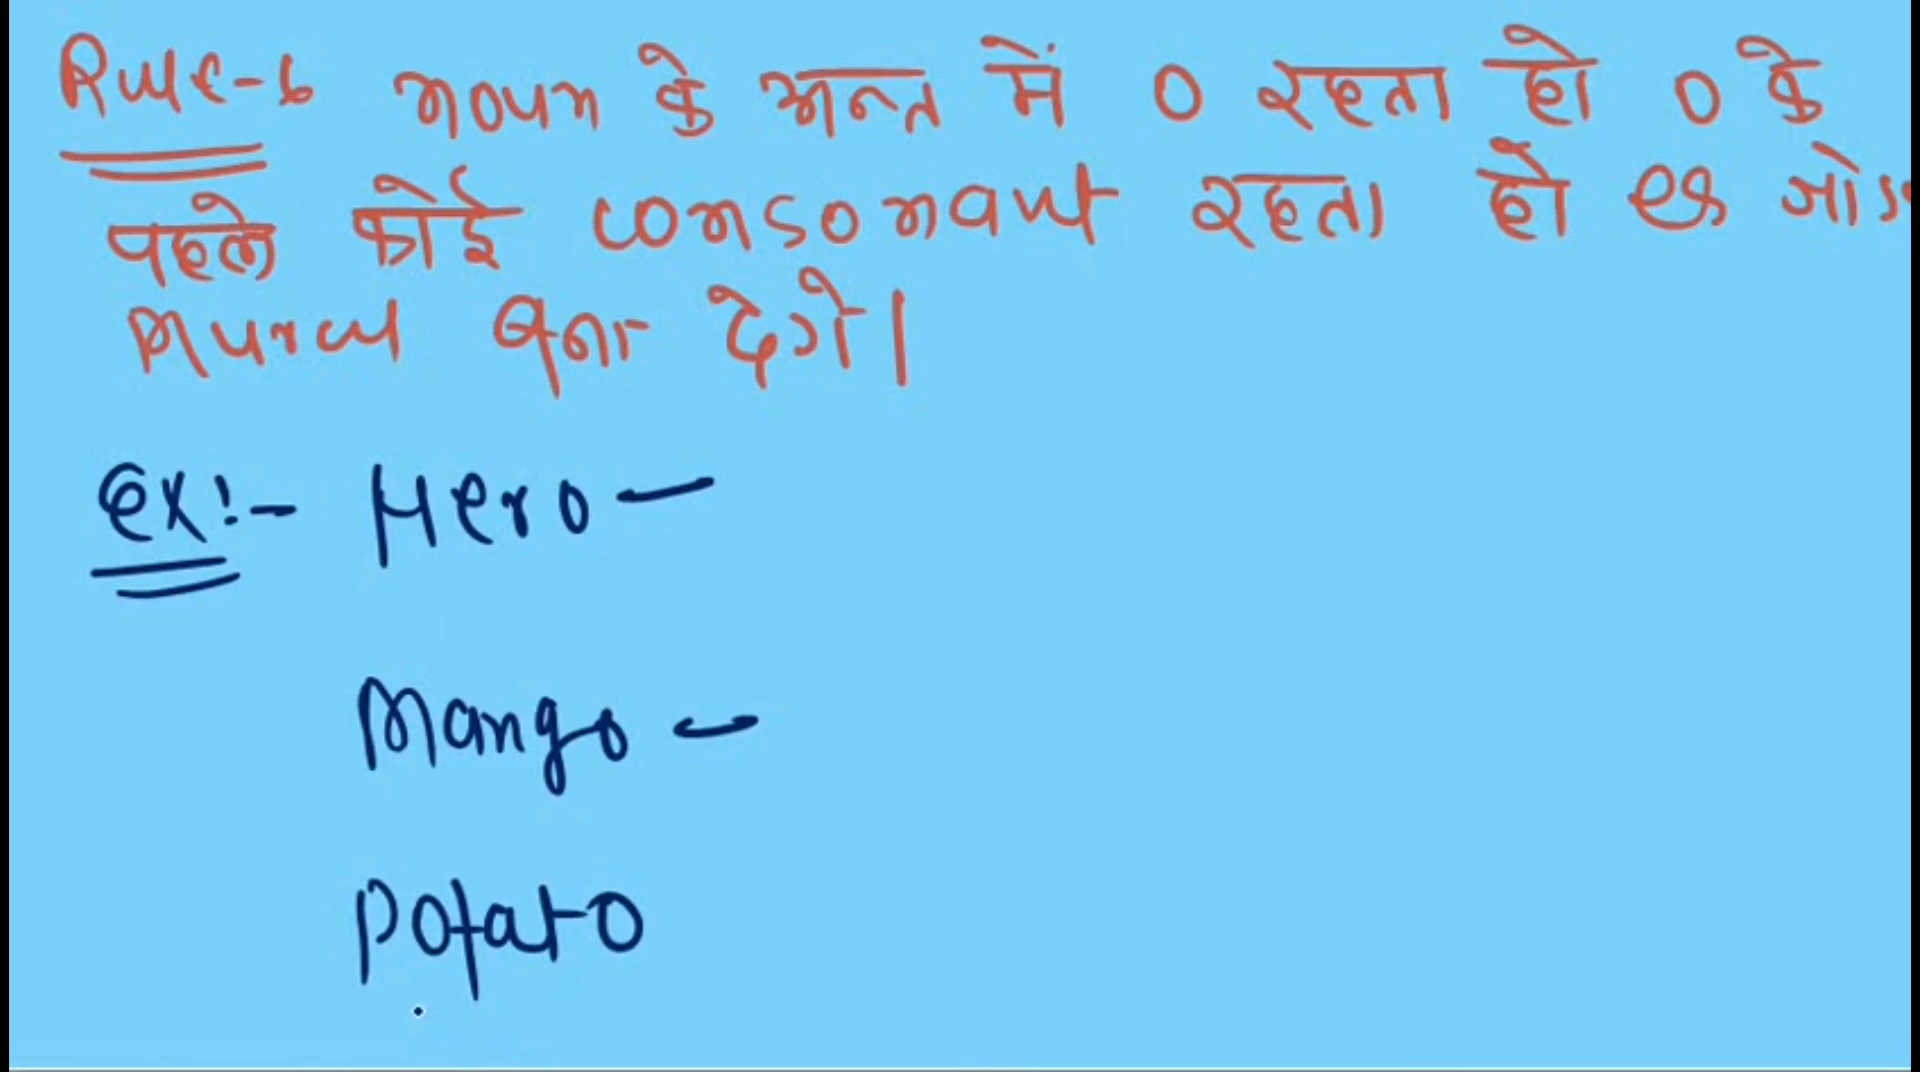 Rule-6 noun के अन्त में o रहता हो o के
पहले कोई consonant रहता हो es
plural बना देगे।
ex:- Hero -
Mango -
Potato